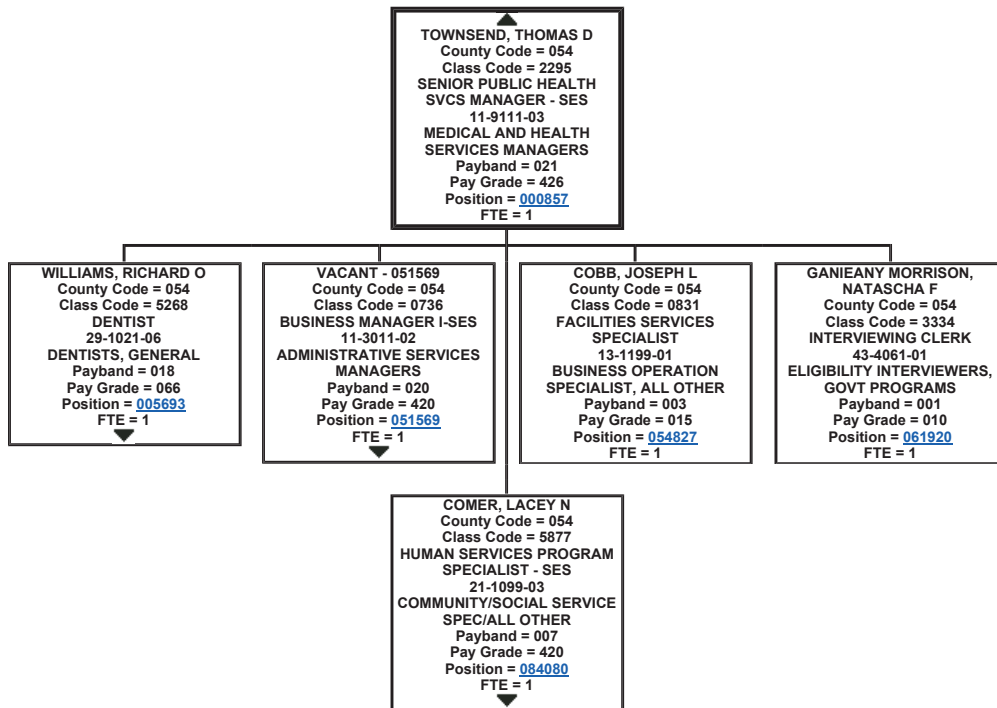 TOWNSEND, THOMAS D
County Code = 054
Class Code = 2295
SENIOR PUBLIC HEALTH
SVCS MANAGER - SES
11-9111-03
MEDICAL AND HEALTH
SERVICES MANAGERS
Payband = 021
Pay Grade = 426
Position = 000857
FTE = 1
WILLIAMS, RICHARD O
County Code = 054
Class Code = 5268
DENTIST
29-1021-06
DENTISTS, GENERAL
Payband = 018
Pay Grade = 066
Position = 005693
FTE = 1
VACANT - 051569
County Code = 054
Class Code = 0736
BUSINESS MANAGER I-SES
11-3011-02
ADMINISTRATIVE SERVICES
MANAGERS
Payband = 020
Pay Grade = 420
Position = 051569
FTE = 1
COBB, JOSEPH L
County Code = 054
Class Code = 0831
FACILITIES SERVICES
SPECIALIST
13-1199-01
BUSINESS OPERATION
SPECIALIST, ALL OTHER
Payband = 003
Pay Grade = 015
Position = 054827
FTE = 1
GANIEANY MORRISON,
NATASCHA F
County Code = 054
Class Code = 3334
INTERVIEWING CLERK
43-4061-01
ELIGIBILITY INTERVIEWERS,
GOVT PROGRAMS
Payband = 001
Pay Grade = 010
Position = 061920
FTE = 1
COMER, LACEY N
County Code = 054
Class Code = 5877
HUMAN SERVICES PROGRAM
SPECIALIST - SES
21-1099-03
COMMUNITY/SOCIAL SERVICE
SPEC/ALL OTHER
Payband = 007
Pay Grade = 420
Position = 084080
FTE = 1